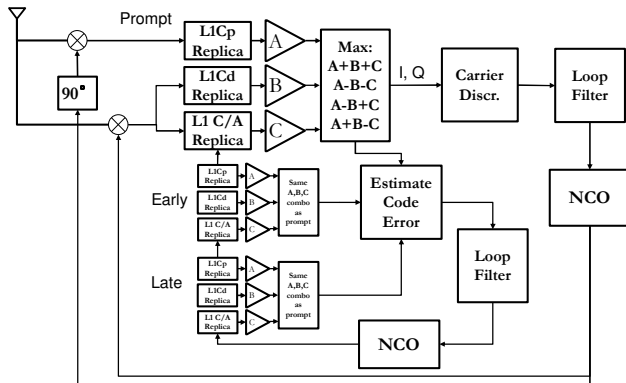 Prompt
L1Cp
Replica
A
L1Cd
Replica
B
L1 C/A
Replica
C
Max:
A+B+C
A-B-C
A-B+C
A+B-C
I, Q
Carrier
Discr.
Loop
Filter
90°
NCO
Early
L1Cp
Replica
A
L1Cd
Replica
B
L1 C/A
Replica
C
Same
A,B,C
combo
as
prompt
Estimate
Code
Error
Loop
Filter
Late
L1Cp
Replica
A
L1Cd
Replica
B
L1 C/A
Replica
C
Same
A,B,C
combo
as
prompt
NCO